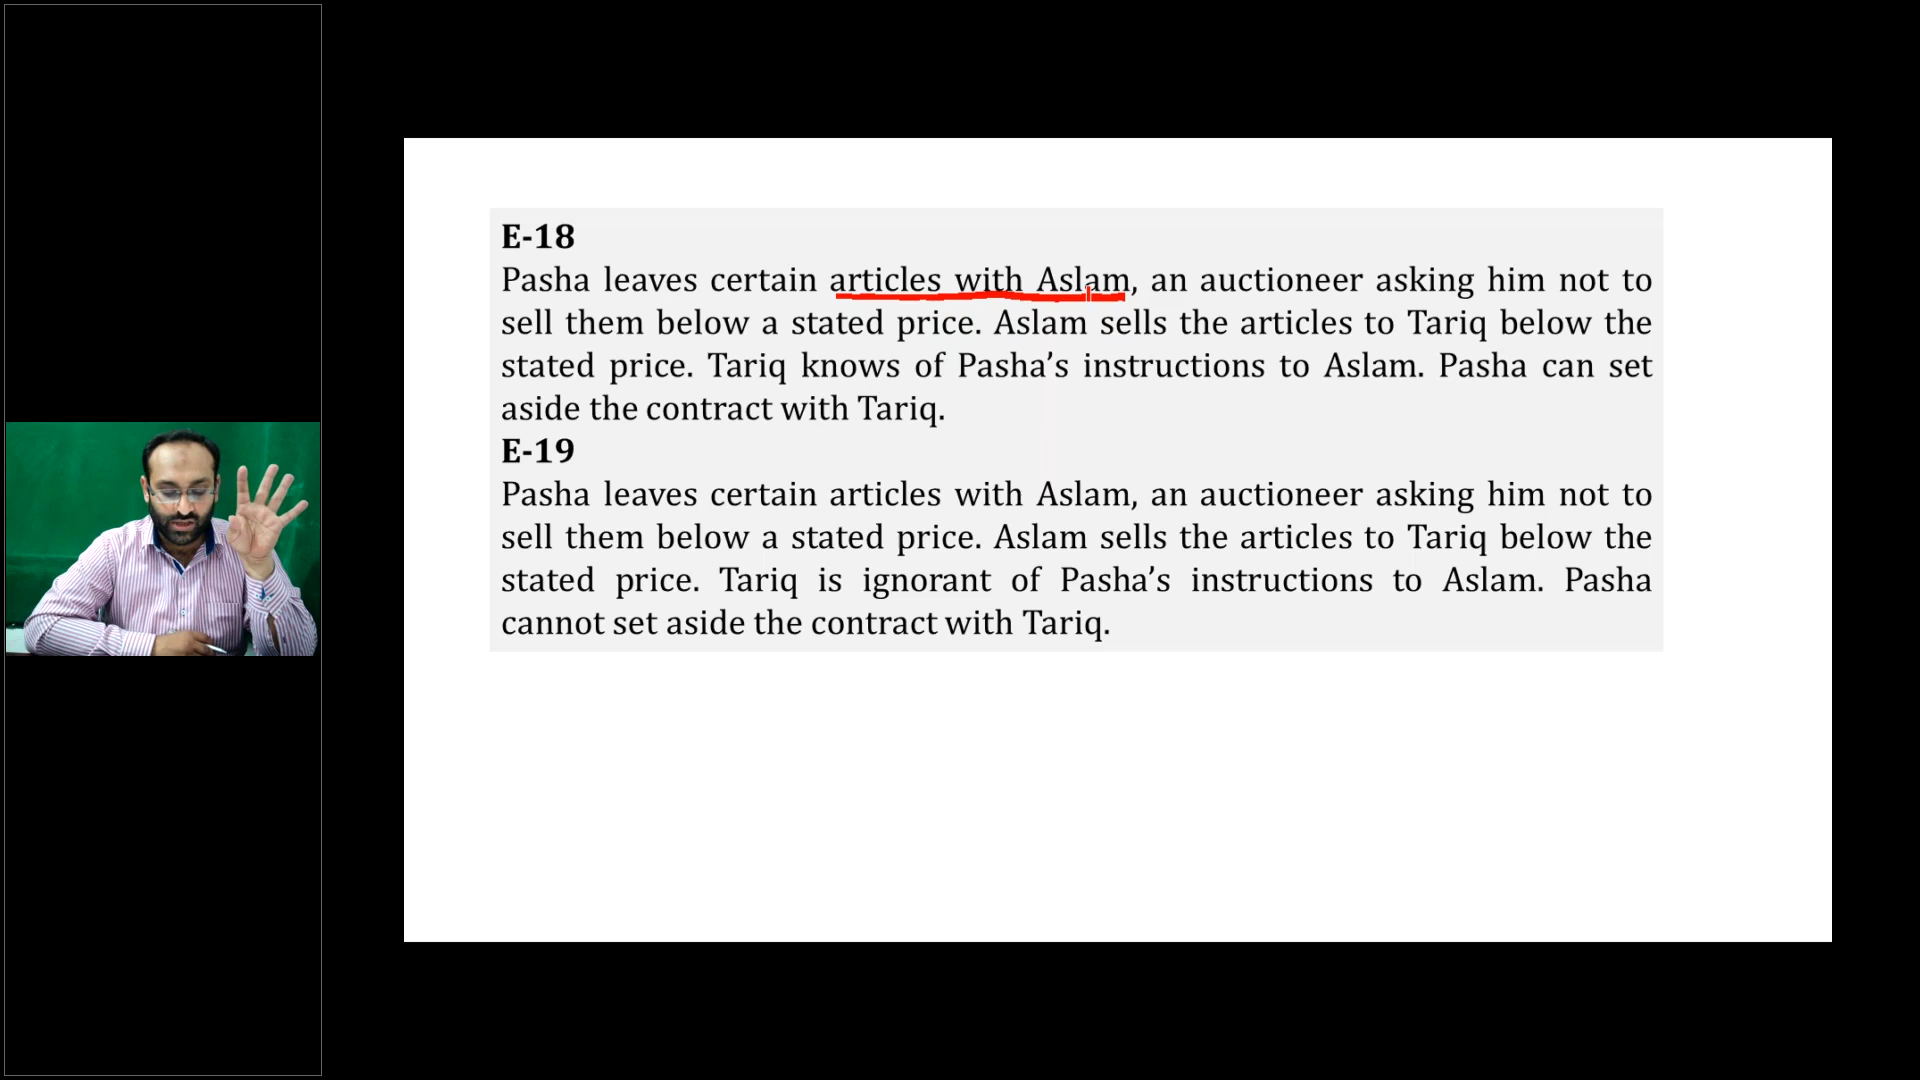 E-18
Pasha leaves certain articles with Aslam, an auctioneer asking him not to
sell them below a stated price. Aslam sells the articles to Tariq below the
stated price. Tariq knows of Pasha’s instructions to Aslam. Pasha can set
aside the contract with Tariq.
E-19
Pasha leaves certain articles with Aslam, an auctioneer asking him not to
sell them below a stated price. Aslam sells the articles to Tariq below the
stated price. Tariq is ignorant of Pasha’s instructions to Aslam. Pasha
cannot set aside the contract with Tariq.